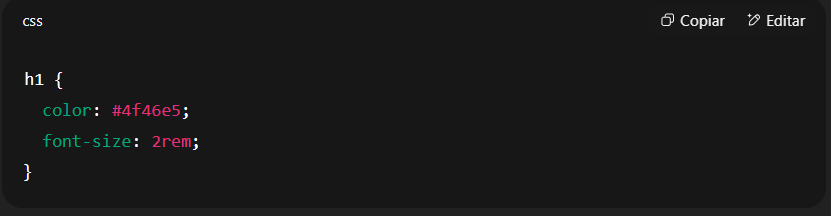 css Copiar Editar
h1 {
  color: #4f46e5;
  font-size: 2rem;
}